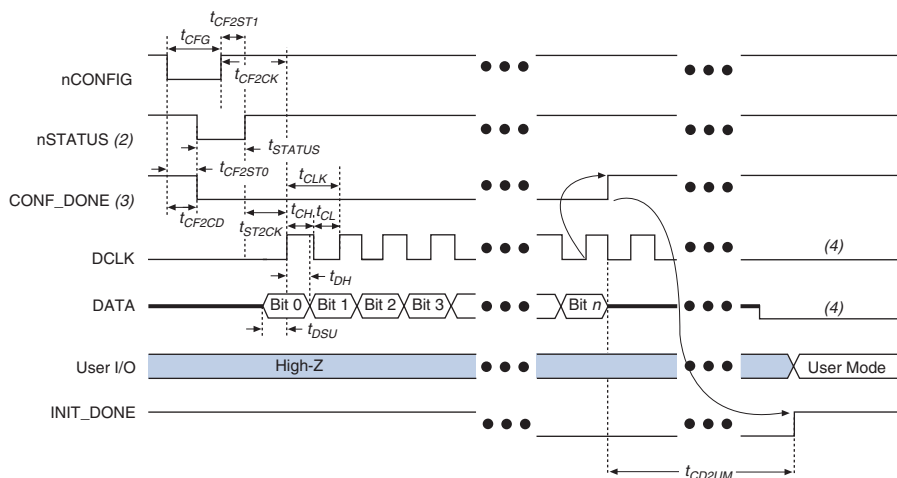 tCF2ST1
tCFG
nCONFIG
tCF2CK
nSTATUS (2)
tSTATUS
tCF2ST0
tCLK
CONF_DONE (3)
tCF2CD
tCH
tCL
tST2CK
DCLK
(4)
tDH
DATA
Bit 0
Bit 1
Bit 2
Bit 3
Bit n
(4)
tDSU
User I/O
High-Z
User Mode
INIT_DONE
tCD2UM